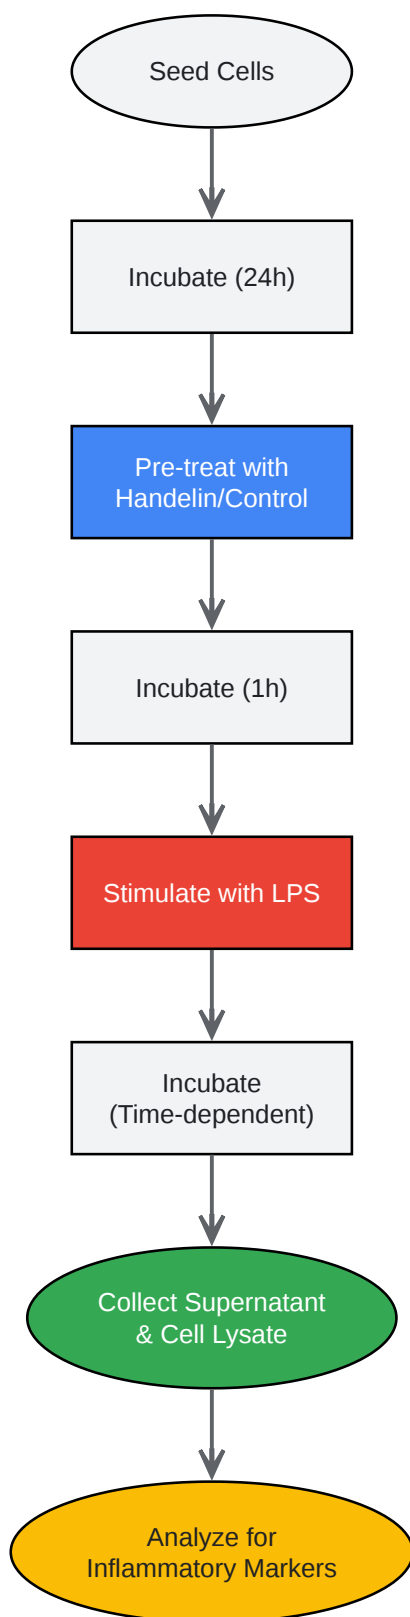 Seed Cells
Incubate (24h)
Pre-treat with
Handelin/Control
Incubate (1h)
Stimulate with LPS
Incubate
(Time-dependent)
Collect Supernatant
& Cell Lysate
Analyze for
Inflammatory Markers